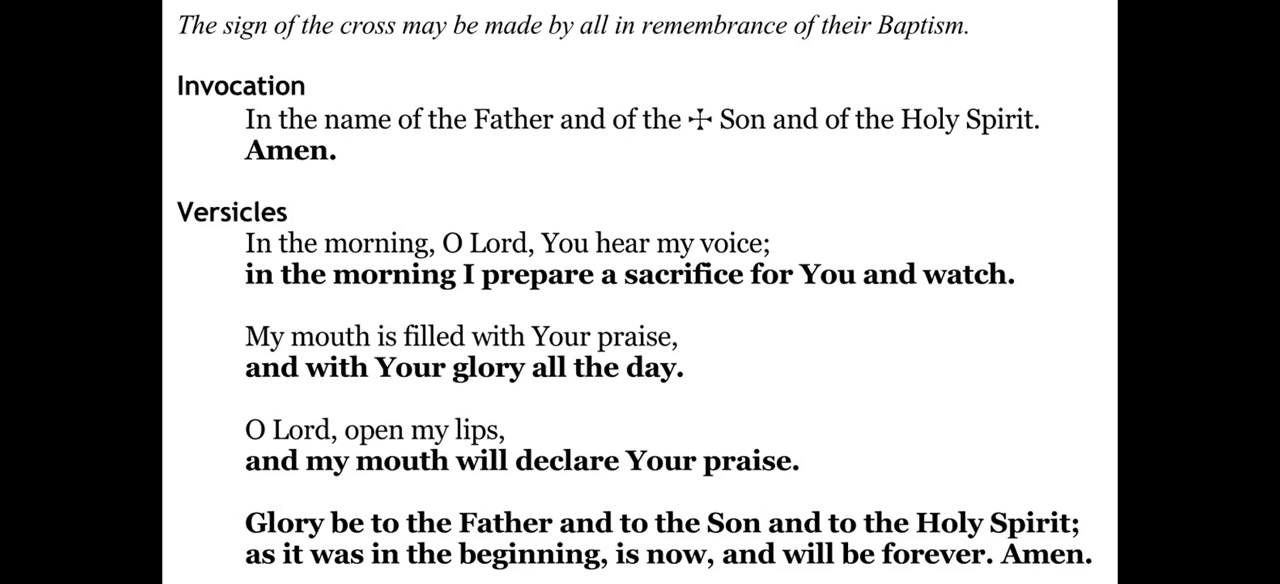 The sign of the cross may be made by all in remembrance of their Baptism.
Invocation
In the name of the Father and of the ☩ Son and of the Holy Spirit.
Amen.
Versicles
In the morning, O Lord, You hear my voice;
in the morning I prepare a sacrifice for You and watch.
My mouth is filled with Your praise,
and with Your glory all the day.
O Lord, open my lips,
and my mouth will declare Your praise.
Glory be to the Father and to the Son and to the Holy Spirit;
as it was in the beginning, is now, and will be forever. Amen.